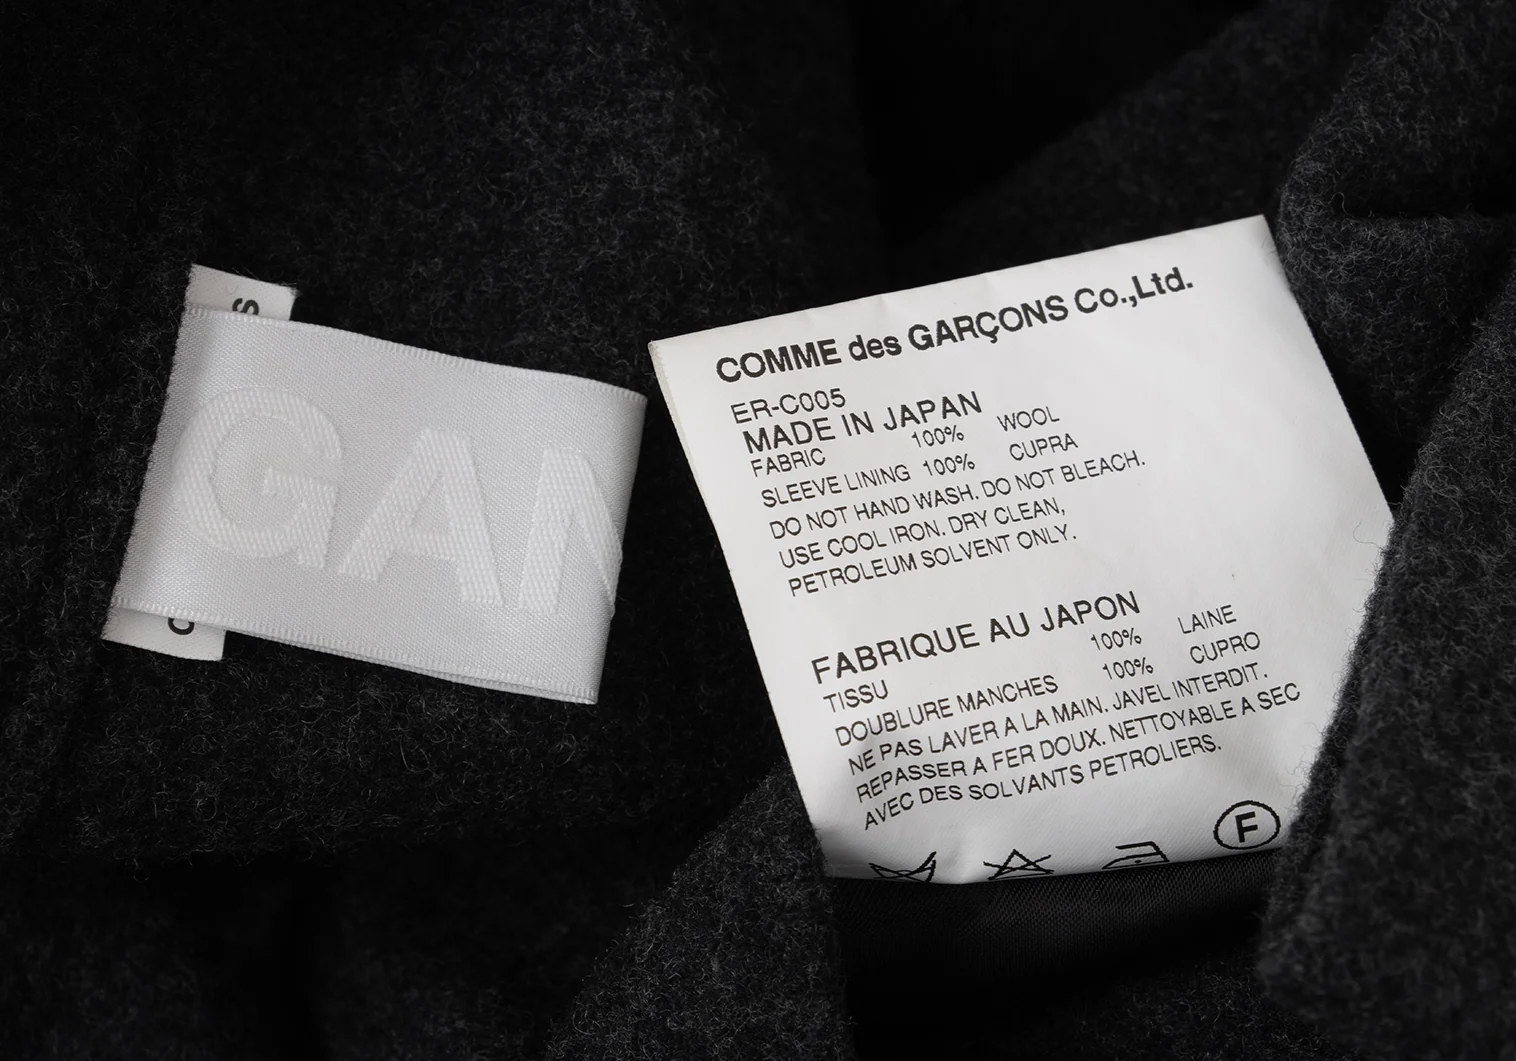 S
GAN
C
COMME des GARÇONS Co.,Ltd.
ER-C005
MADE IN JAPAN
FABRIC 100% WOOL
SLEEVE LINING 100% CUPRA
DO NOT HAND WASH. DO NOT BLEACH.
USE COOL IRON. DRY CLEAN,
PETROLEUM SOLVENT ONLY.
FABRIQUE AU JAPON
TISSU 100% LAINE
DOUBLURE MANCHES 100% CUPRO
NE PAS LAVER A LA MAIN. JAVEL INTERDIT.
REPASSER A FER DOUX. NETTOYABLE A SEC
AVEC DES SOLVANTS PETROLIERS.
F